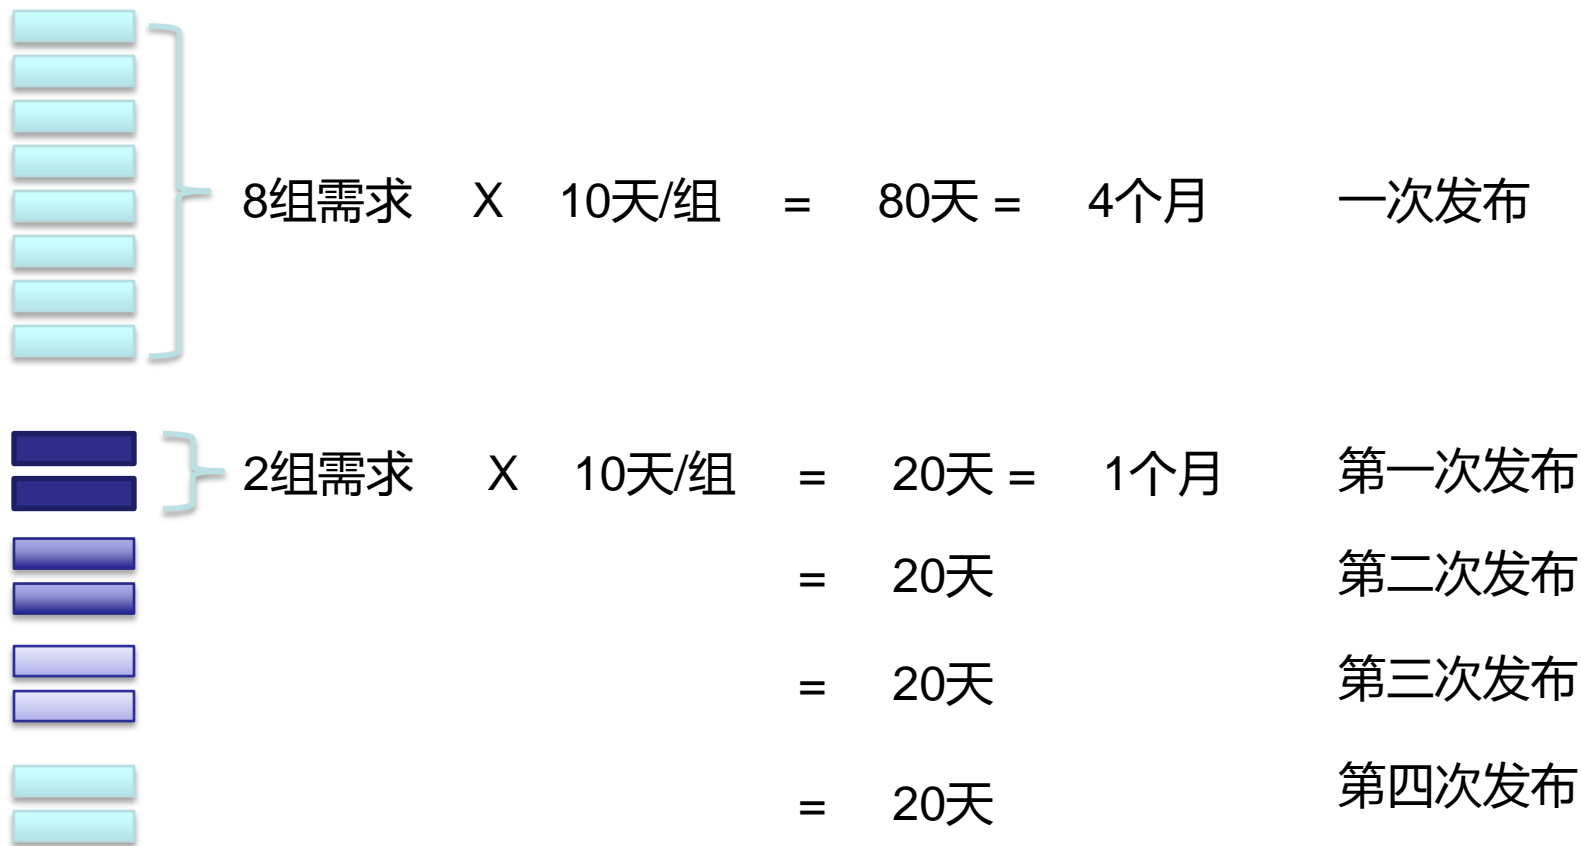 8组需求 X 10天/组 = 80天 = 4个月 一次发布
2组需求 X 10天/组 = 20天 = 1个月 第一次发布
= 20天 第二次发布
= 20天 第三次发布
= 20天 第四次发布